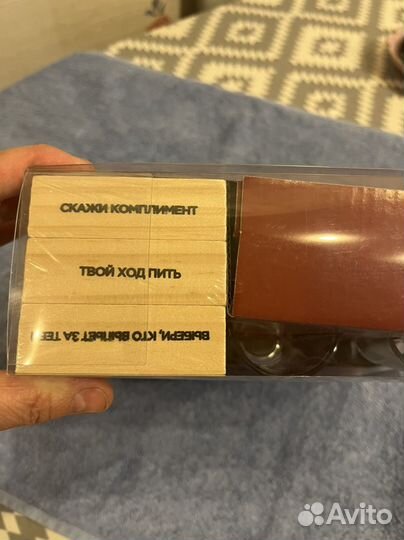 СКАЖИ КОМПЛИМЕНТ
ТВОЙ ХОД ПИТЬ
ВЫБЕРИ, КТО ВЫПЬЕТ ЗА ТЕБЯ
Avito